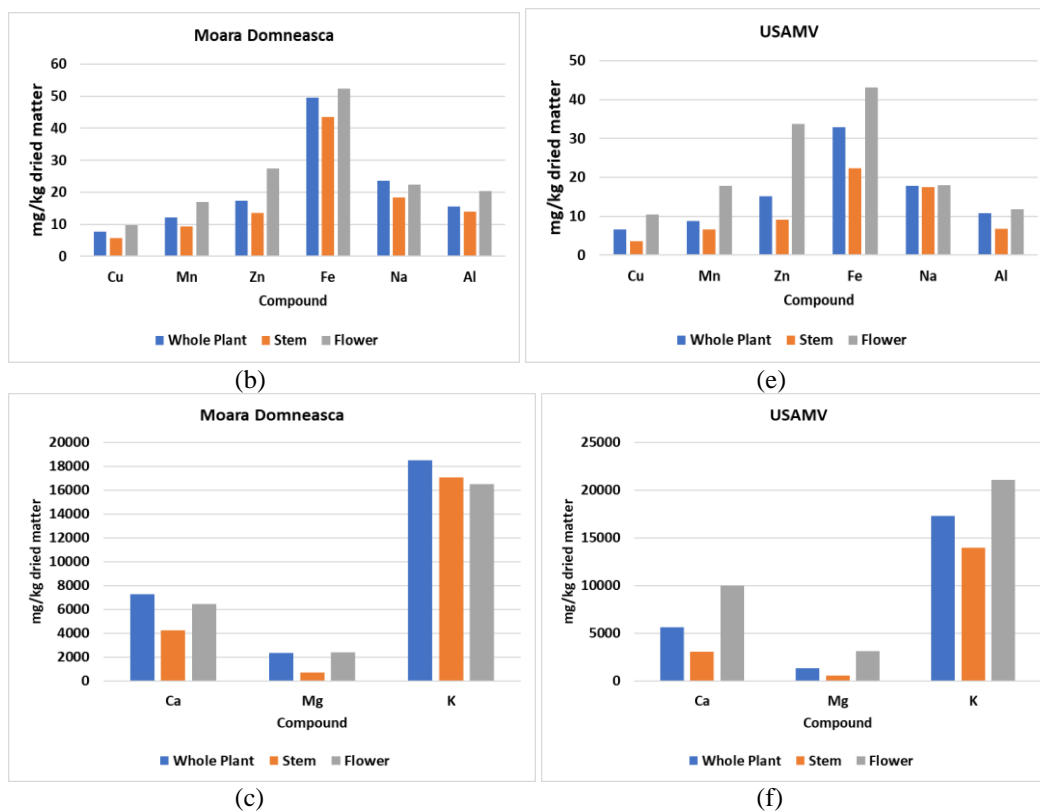 Moara Domneasca
mg/kg dried matter
60
50
40
30
20
10
0
Cu Mn Zn Fe Na Al
Compound
Whole Plant Stem Flower
(b)
USAMV
mg/kg dried matter
50
40
30
20
10
0
Cu Mn Zn Fe Na Al
Compound
Whole Plant Stem Flower
(e)
Moara Domneasca
mg/kg dried matter
20000
18000
16000
14000
12000
10000
8000
6000
4000
2000
0
Ca Mg K
Compound
Whole Plant Stem Flower
(c)
USAMV
mg/kg dried matter
25000
20000
15000
10000
5000
0
Ca Mg K
Compound
Whole Plant Stem Flower
(f)